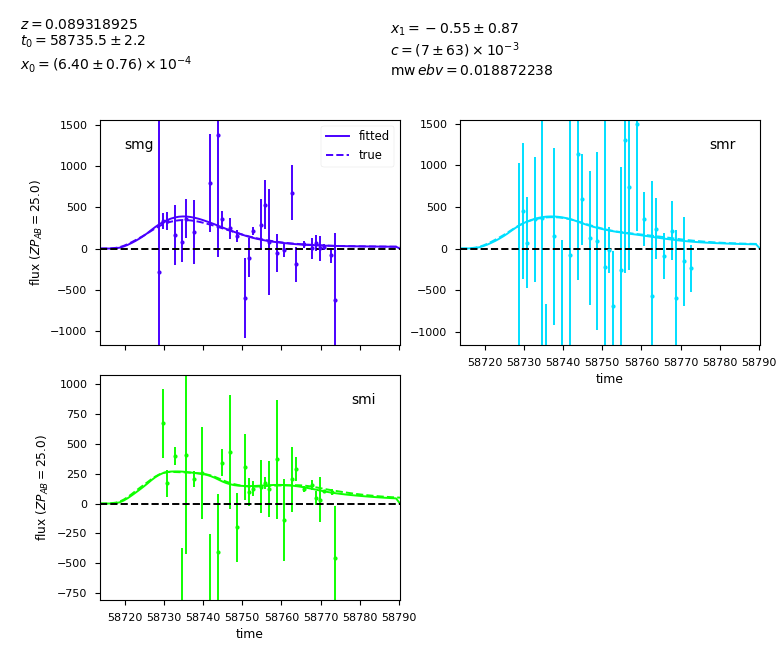 z = 0.089318925
t₀ = 58735.5 ± 2.2
x₀ = (6.40 ± 0.76) × 10⁻⁴
x₁ = −0.55 ± 0.87
c = (7 ± 63) × 10⁻³
mwebv = 0.018872238
smg
fitted
true
1500
1000
500
0
−500
−1000
flux (ZP_AB = 25.0)
smr
1500
1000
500
0
−500
−1000
58720 58730 58740 58750 58760 58770 58780 58790
time
smi
1000
750
500
250
0
−250
−500
−750
flux (ZP_AB = 25.0)
58720 58730 58740 58750 58760 58770 58780 58790
time